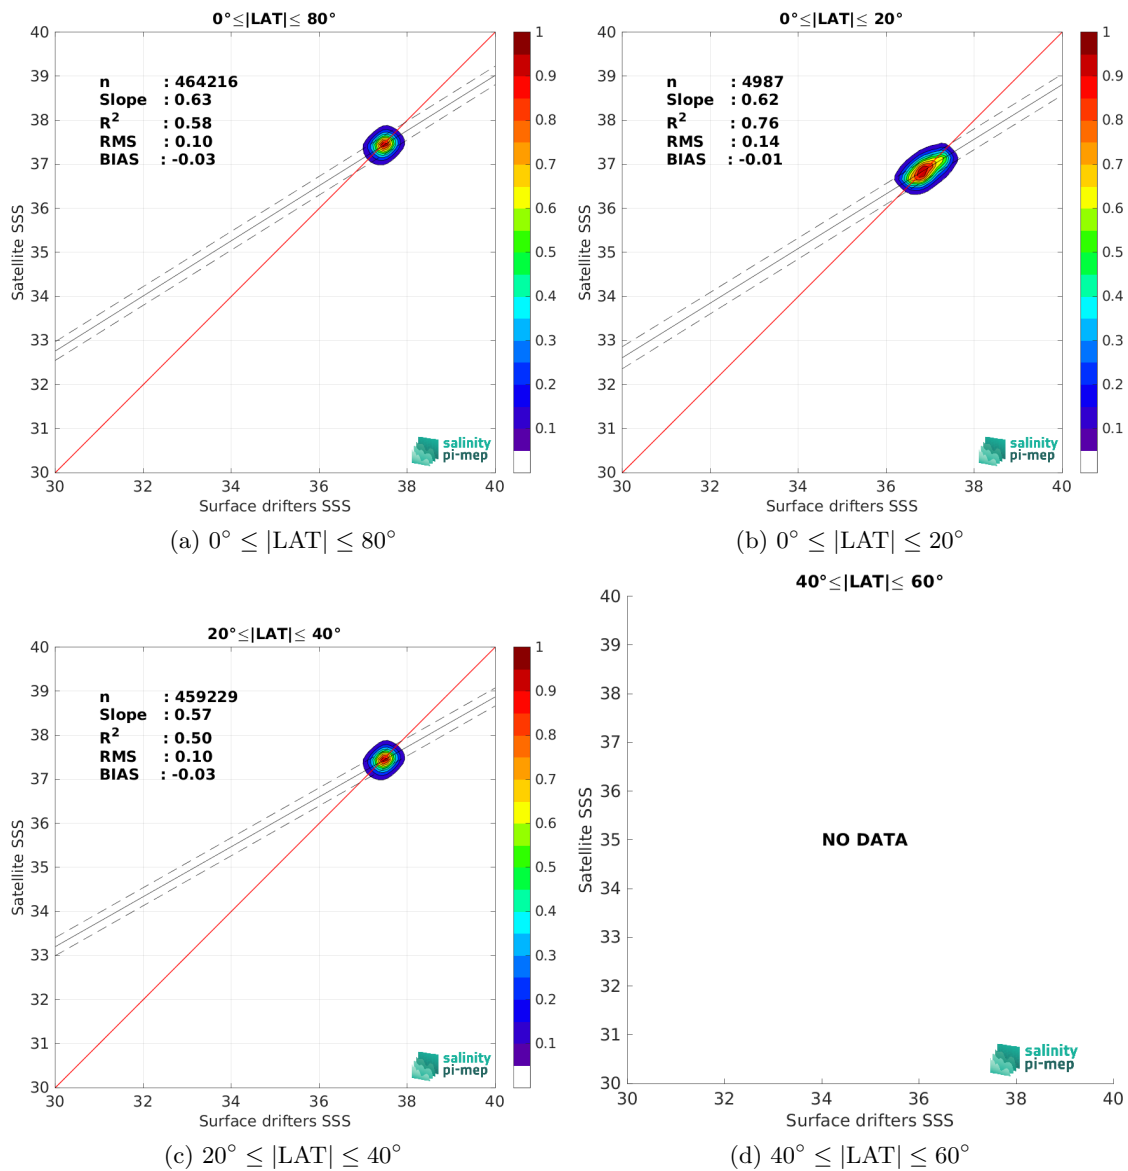 0°≤|LAT|≤ 80°
40
39
38
37
36
35
34
33
32
31
30
Satellite SSS
n : 464216
Slope : 0.63
R² : 0.58
RMS : 0.10
BIAS : -0.03
salinity
pi-mep
30 32 34 36 38 40
Surface drifters SSS
1
0.9
0.8
0.7
0.6
0.5
0.4
0.3
0.2
0.1
(a) 0° ≤ |LAT| ≤ 80°
0°≤|LAT|≤ 20°
40
39
38
37
36
35
34
33
32
31
30
Satellite SSS
n : 4987
Slope : 0.62
R² : 0.76
RMS : 0.14
BIAS : -0.01
salinity
pi-mep
30 32 34 36 38 40
Surface drifters SSS
1
0.9
0.8
0.7
0.6
0.5
0.4
0.3
0.2
0.1
(b) 0° ≤ |LAT| ≤ 20°
20°≤|LAT|≤ 40°
40
39
38
37
36
35
34
33
32
31
30
Satellite SSS
n : 459229
Slope : 0.57
R² : 0.50
RMS : 0.10
BIAS : -0.03
salinity
pi-mep
30 32 34 36 38 40
Surface drifters SSS
1
0.9
0.8
0.7
0.6
0.5
0.4
0.3
0.2
0.1
(c) 20° ≤ |LAT| ≤ 40°
40°≤|LAT|≤ 60°
40
39
38
37
36
35
34
33
32
31
30
Satellite SSS
NO DATA
salinity
pi-mep
30 32 34 36 38 40
Surface drifters SSS
(d) 40° ≤ |LAT| ≤ 60°